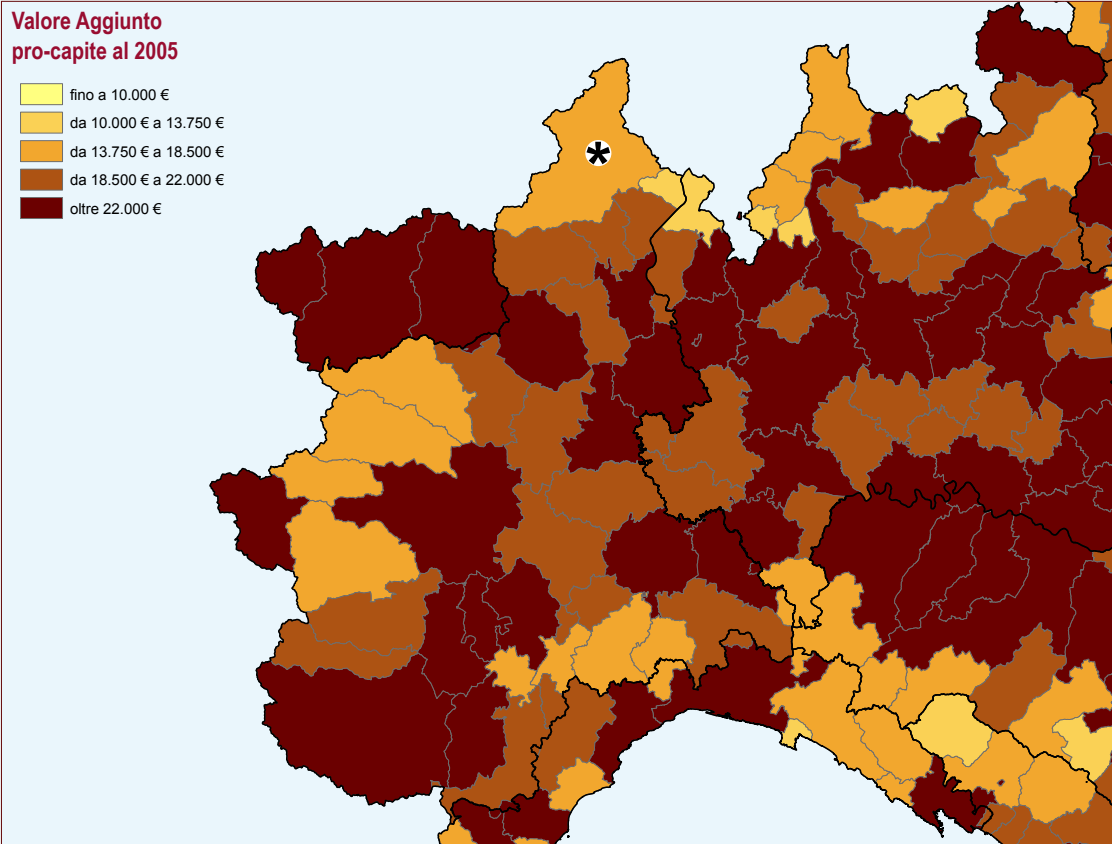 Valore Aggiunto
pro-capite al 2005
fino a 10.000 €
da 10.000 € a 13.750 €
da 13.750 € a 18.500 €
da 18.500 € a 22.000 €
oltre 22.000 €
*